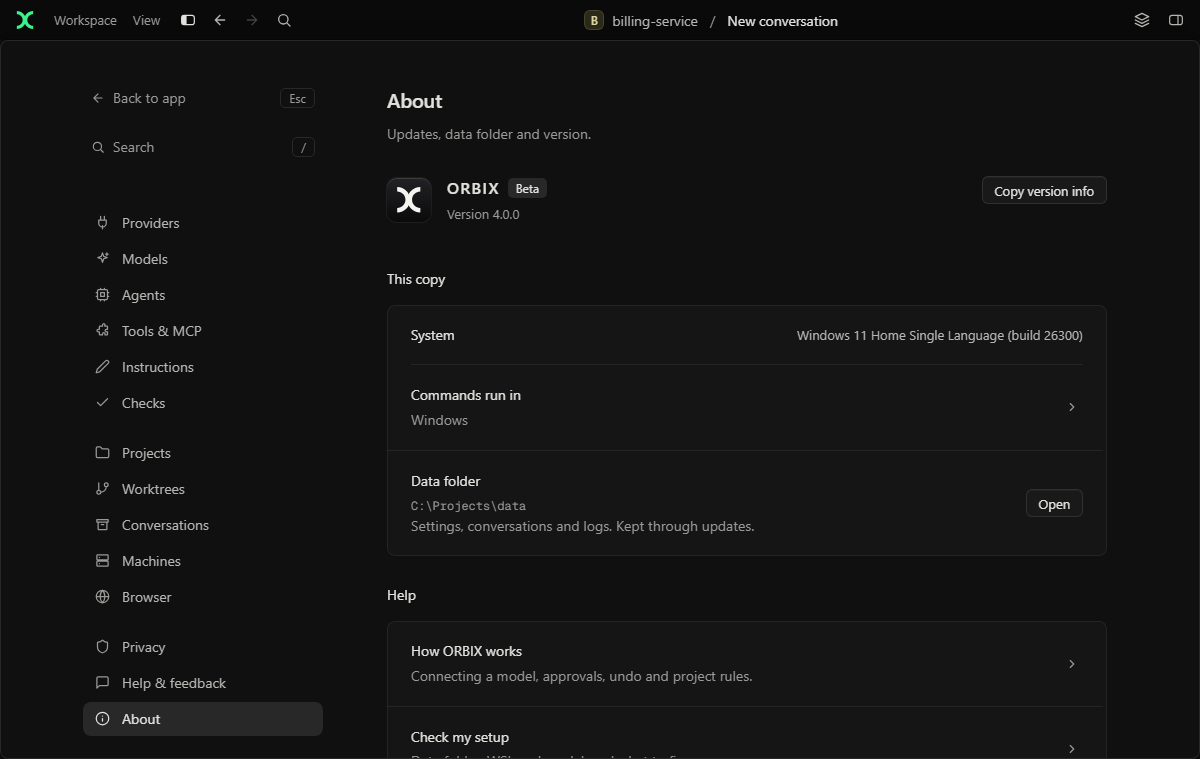 Workspace View
B billing-service / New conversation
Back to app Esc
Search /
Providers
Models
Agents
Tools & MCP
Instructions
Checks
Projects
Worktrees
Conversations
Machines
Browser
Privacy
Help & feedback
About
About
Updates, data folder and version.
ORBIX Beta
Version 4.0.0
Copy version info
This copy
System Windows 11 Home Single Language (build 26300)
Commands run in
Windows
Data folder
C:\Projects\data
Settings, conversations and logs. Kept through updates.
Open
Help
How ORBIX works
Connecting a model, approvals, undo and project rules.
Check my setup